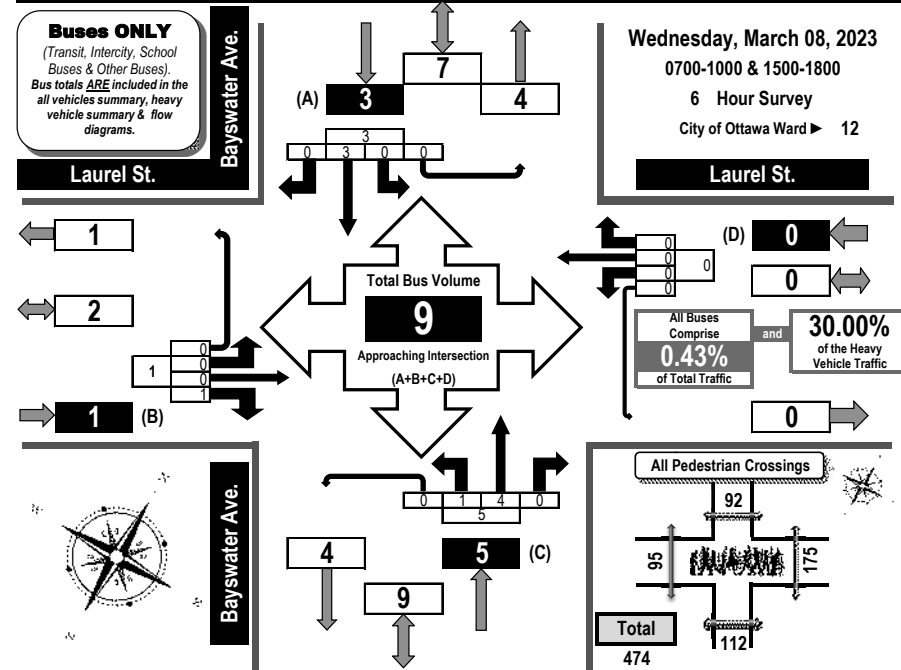 Buses ONLY
(Transit, Intercity, School
Buses & Other Buses).
Bus totals ARE included in the
all vehicles summary, heavy
vehicle summary & flow
diagrams.
Bayswater Ave.
Laurel St.
7
(A) 3
4
3
0 3 0 0
Wednesday, March 08, 2023
0700-1000 & 1500-1800
6 Hour Survey
City of Ottawa Ward ► 12
Laurel St.
1
2
0
0
0
1
1
1 (B)
Total Bus Volume
9
Approaching Intersection
(A+B+C+D)
(D) 0
0
0
0
0
0
0
0
All Buses
Comprise
0.43%
of Total Traffic
and
30.00%
of the Heavy
Vehicle Traffic
Bayswater Ave.
0 1 4 0
5
4
5 (C)
9
All Pedestrian Crossings
92
95
175
112
Total
474